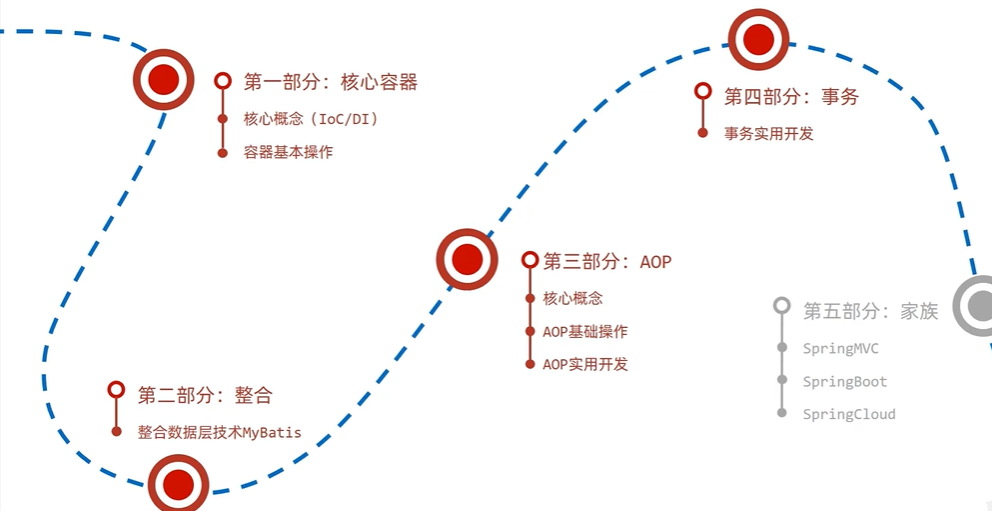 第一部分：核心容器
核心概念（IoC/DI）
容器基本操作
第二部分：整合
整合数据层技术MyBatis
第三部分：AOP
核心概念
AOP基础操作
AOP实用开发
第四部分：事务
事务实用开发
第五部分：家族
SpringMVC
SpringBoot
SpringCloud